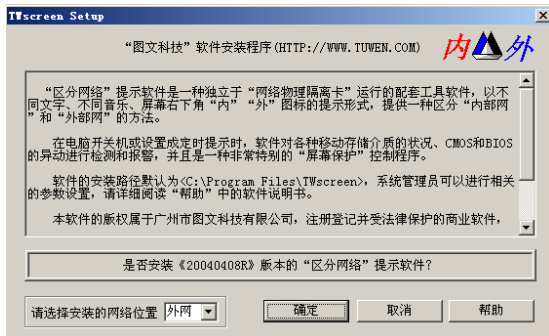 TWscreen Setup
“图文科技”软件安装程序(HTTP://WWW.TUWEN.COM)
内 外
“区分网络”提示软件是一种独立于“网络物理隔离卡”运行的配套工具软件，以不
同文字、不同音乐、屏幕右下角“内”“外”图标的提示形式，提供一种区分“内部网
”和“外部网”的方法。
在电脑开关机或设置成定时提示时，软件对各种移动存储介质的状况、CMOS和BIOS
的异动进行检测和报警，并且是一种非常特别的“屏幕保护”控制程序。
软件的安装路径默认为<C:\Program Files\TWscreen>，系统管理员可以进行相关
的参数设置，请详细阅读“帮助”中的软件说明书。
本软件的版权属于广州市图文科技有限公司，注册登记并受法律保护的商业软件，
是否安装《20040408R》版本的“区分网络”提示软件？
请选择安装的网络位置 外网
确定
取消
帮助